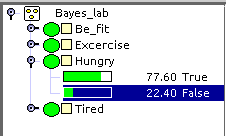 Bayes_lab
Be_fit
Excercise
Hungry
77.60 True
22.40 False
Tired